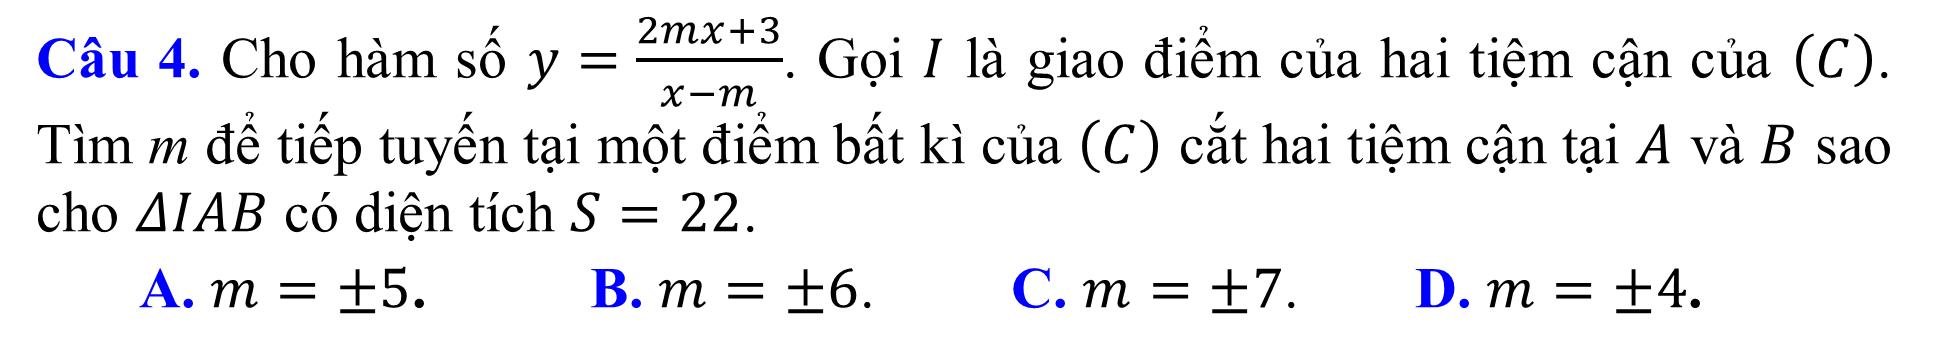 Câu 4. Cho hàm số y = \frac{2mx+3}{x-m}. Gọi I là giao điểm của hai tiệm cận của (C).
Tìm m để tiếp tuyến tại một điểm bất kì của (C) cắt hai tiệm cận tại A và B sao
cho ΔIAB có diện tích S = 22.
A. m = ±5. B. m = ±6. C. m = ±7. D. m = ±4.